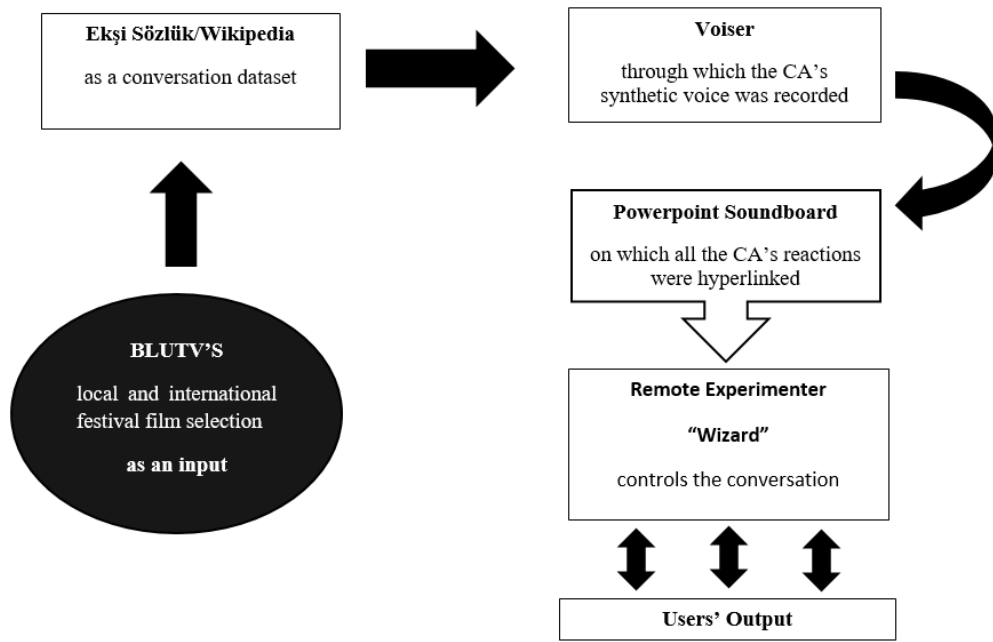 Ekşi Sözlük/Wikipedia
as a conversation dataset
Voiser
through which the CA’s
synthetic voice was recorded
Powerpoint Soundboard
on which all the CA’s reactions
were hyperlinked
BLUTV’S
local and international
festival film selection
as an input
Remote Experimenter
“Wizard”
controls the conversation
Users’ Output